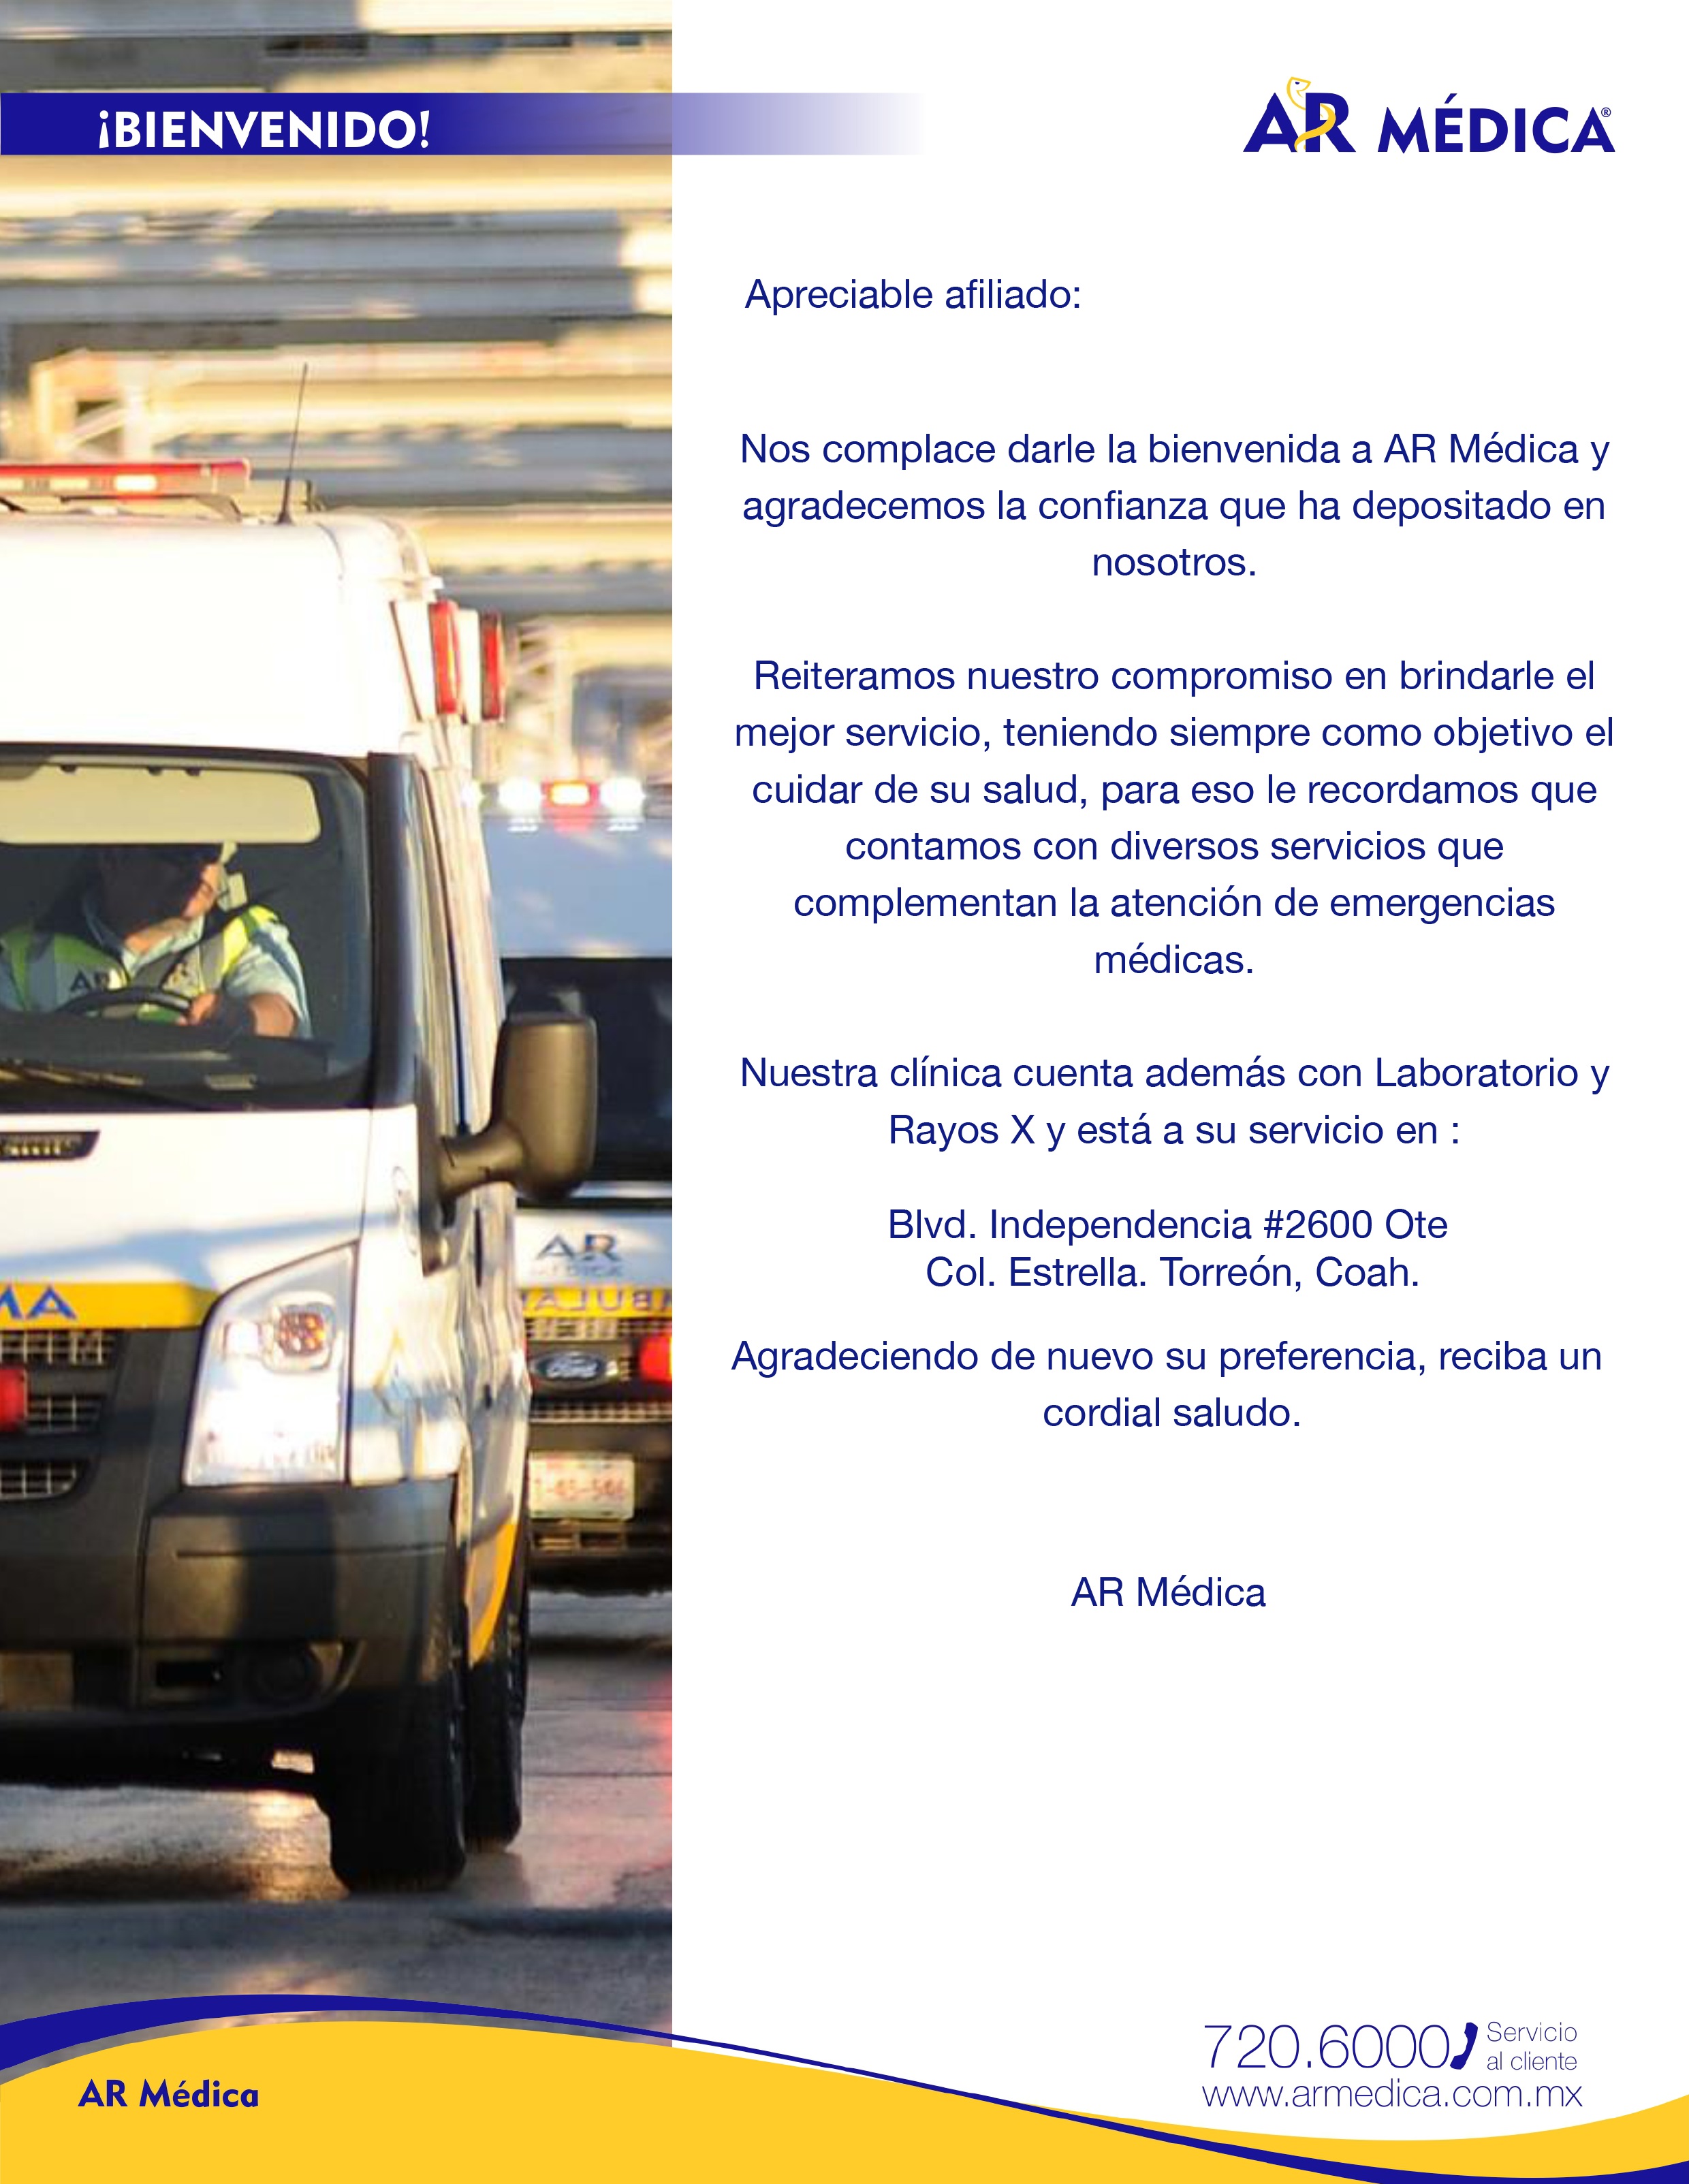 ¡BIENVENIDO!
AR MÉDICA®
Apreciable afiliado:
Nos complace darle la bienvenida a AR Médica y
agradecemos la confianza que ha depositado en
nosotros.
Reiteramos nuestro compromiso en brindarle el
mejor servicio, teniendo siempre como objetivo el
cuidar de su salud, para eso le recordamos que
contamos con diversos servicios que
complementan la atención de emergencias
médicas.
Nuestra clínica cuenta además con Laboratorio y
Rayos X y está a su servicio en :
Blvd. Independencia #2600 Ote
Col. Estrella. Torreón, Coah.
Agradeciendo de nuevo su preferencia, reciba un
cordial saludo.
AR Médica
AR
MÉDICA
Ford
720.6000
Servicio
al cliente
www.armedica.com.mx
AR Médica